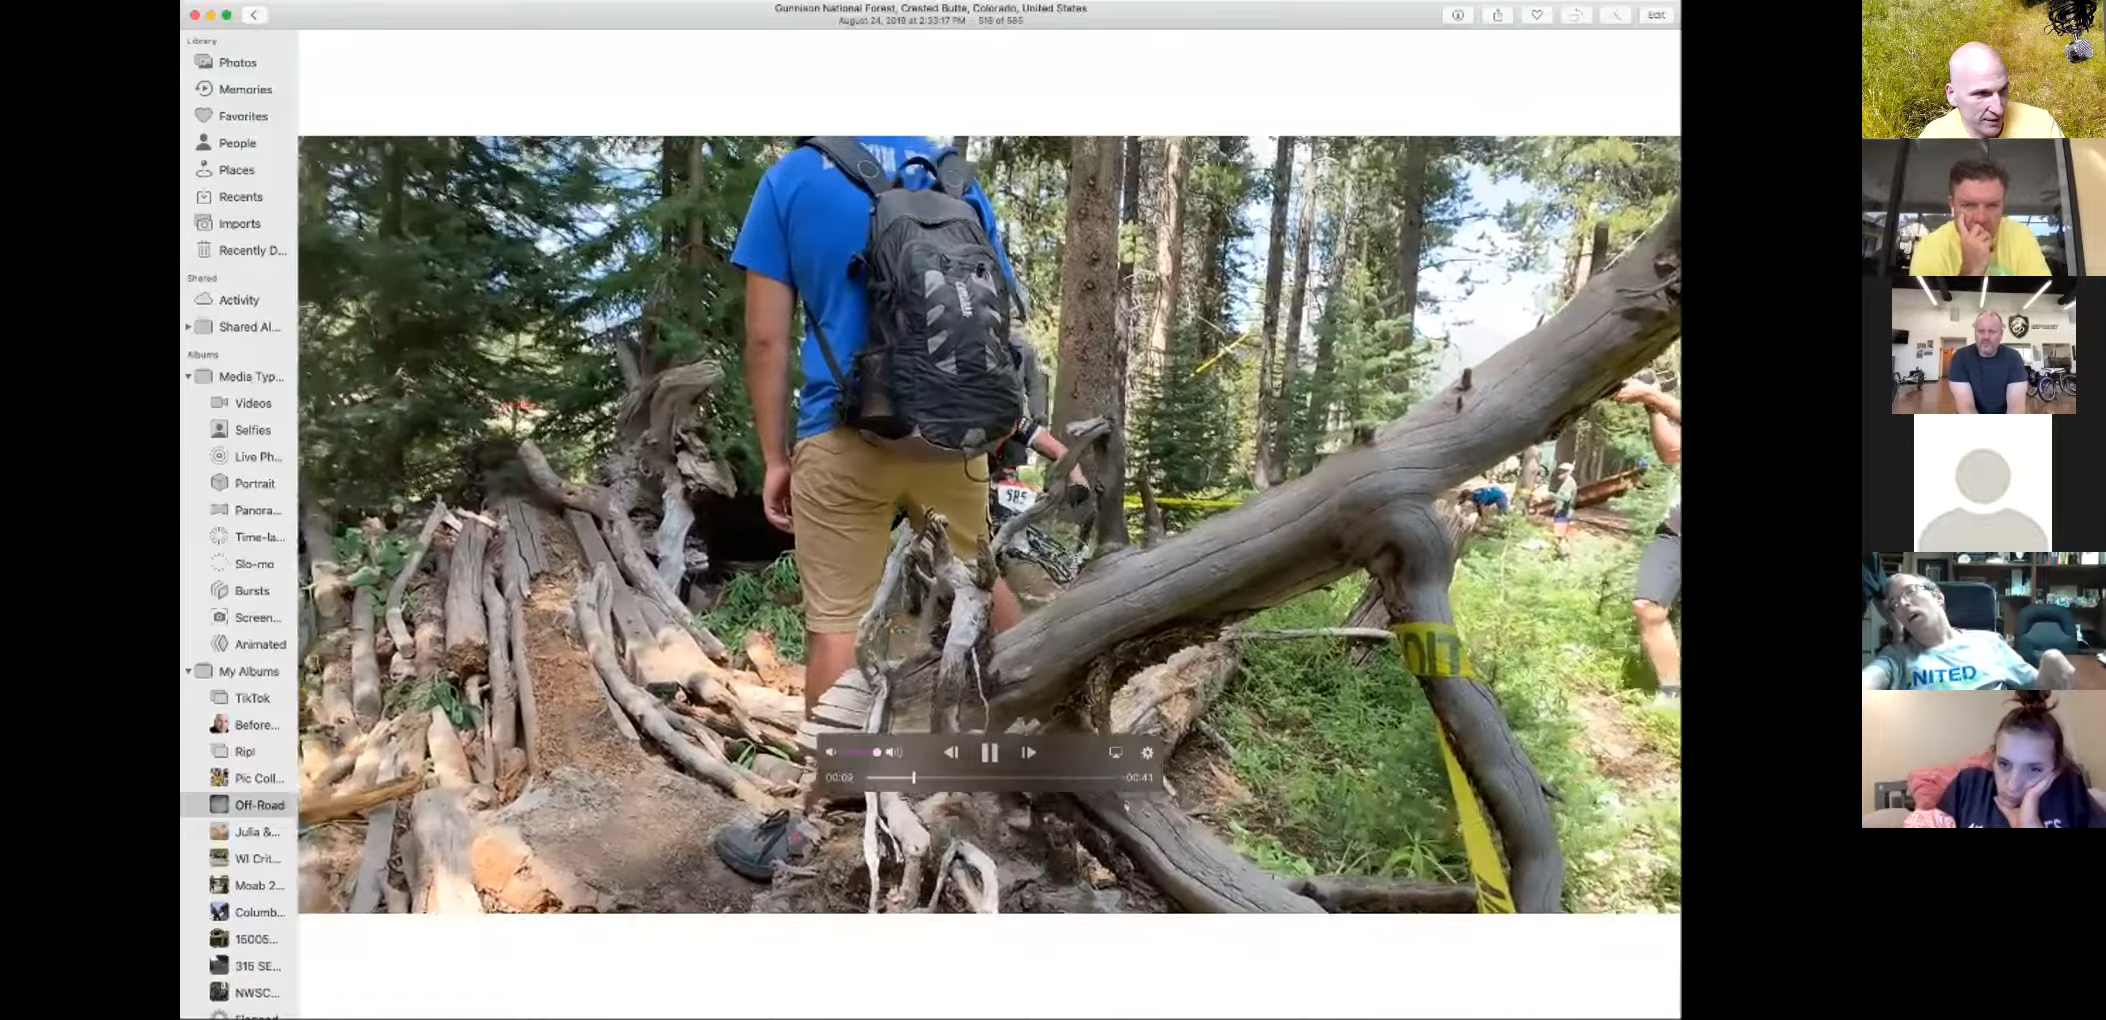 Gunnison National Forest, Crested Butte, Colorado, United States
August 24, 2019 at 2:33:17 PM — 518 of 585
Edit
Library
Photos
Memories
Favorites
People
Places
Recents
Imports
Recently D...
Shared
Activity
Shared Al...
Albums
Media Typ...
Videos
Selfies
Live Ph...
Portrait
Panora...
Time-la...
Slo-mo
Bursts
Screen...
Animated
My Albums
TikTok
Before...
Ripl
Pic Coll...
Off-Road
Julia &...
WI Crit...
Moab 2...
Columb...
15005...
315 SE...
NWSC...
585
00:09
-00:41
NITED